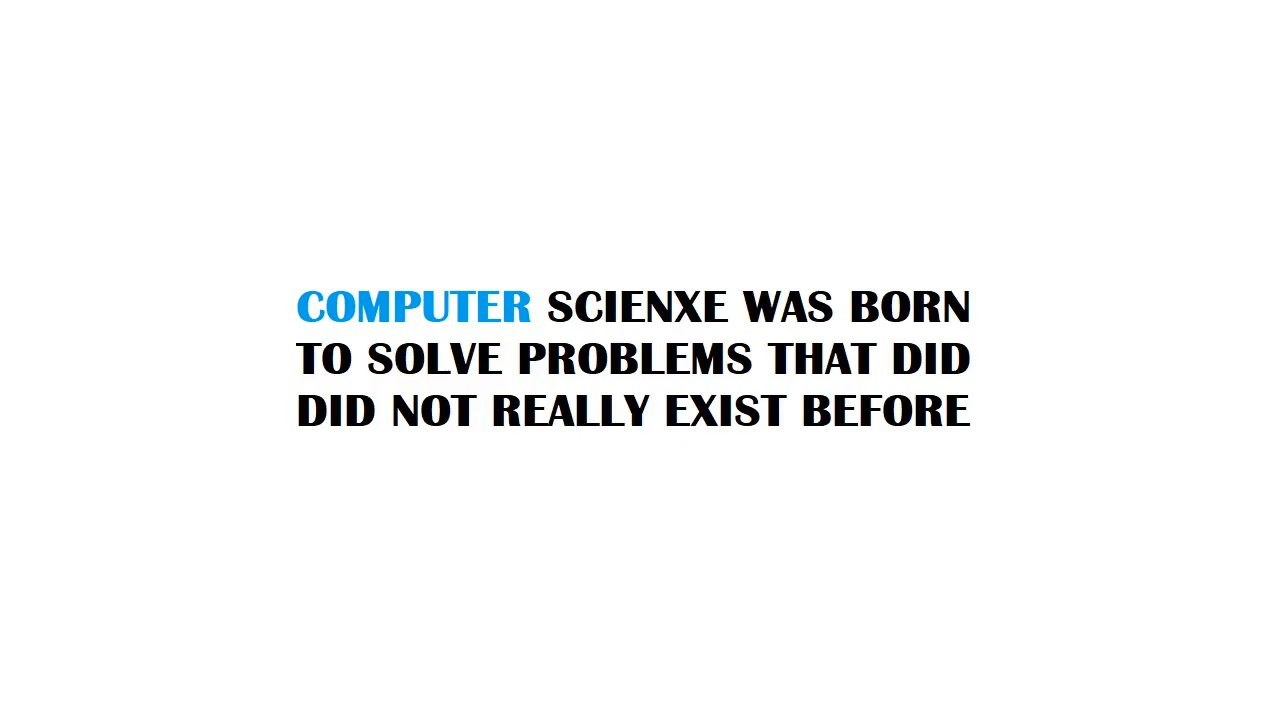 COMPUTER SCIENXE WAS BORN
TO SOLVE PROBLEMS THAT DID
DID NOT REALLY EXIST BEFORE